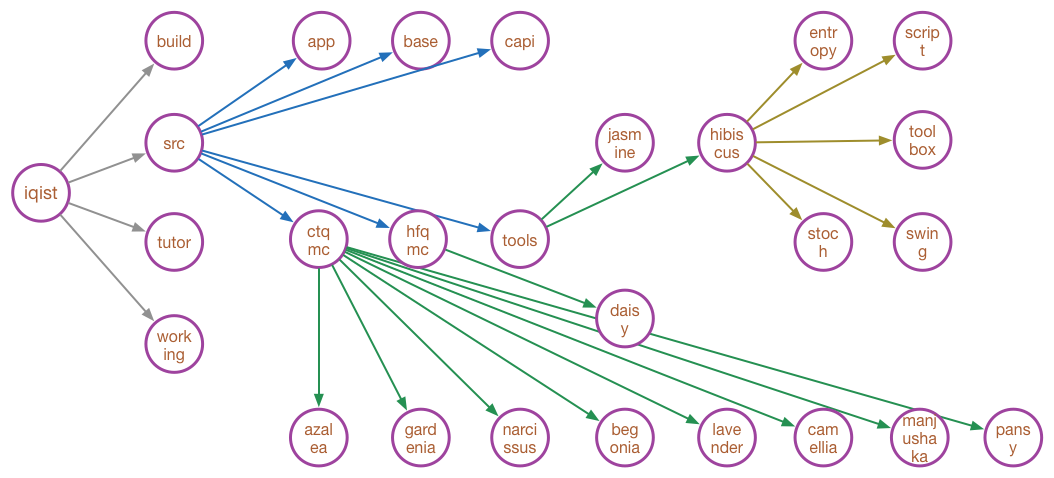 build
app
base
capi
entr
opy
scrip
t
src
jasm
ine
hibis
cus
tool
box
iqist
tutor
ctq
mc
hfq
mc
tools
stoc
h
swin
g
work
ing
dais
y
azal
ea
gard
enia
narci
ssus
beg
onia
lave
nder
cam
ellia
manj
usha
ka
pans
y